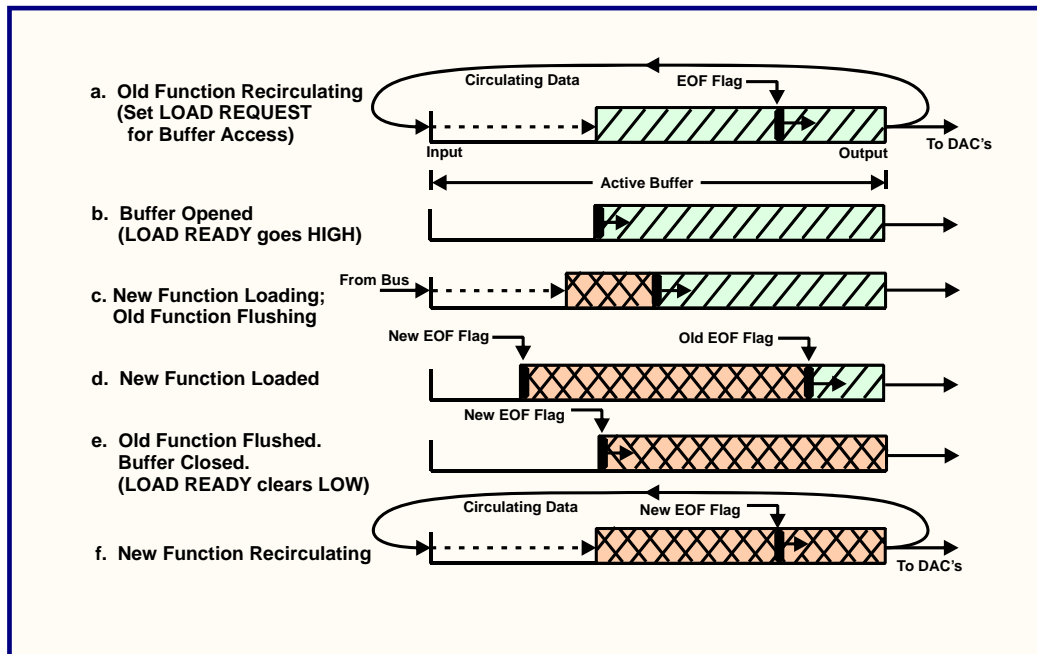 Circulating Data
EOF Flag
a. Old Function Recirculating
(Set LOAD REQUEST
for Buffer Access)
Input
Output
To DAC's
Active Buffer
b. Buffer Opened
(LOAD READY goes HIGH)
From Bus
c. New Function Loading;
Old Function Flushing
New EOF Flag
Old EOF Flag
d. New Function Loaded
New EOF Flag
e. Old Function Flushed.
Buffer Closed.
(LOAD READY clears LOW)
Circulating Data
New EOF Flag
f. New Function Recirculating
To DAC's